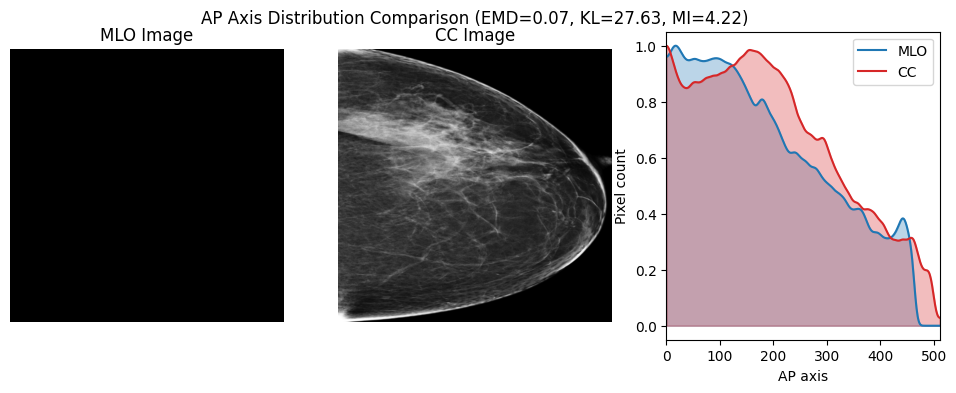 AP Axis Distribution Comparison (EMD=0.07, KL=27.63, MI=4.22)
MLO Image
CC Image
MLO
CC
Pixel count
1.0
0.8
0.6
0.4
0.2
0.0
0 100 200 300 400 500
AP axis